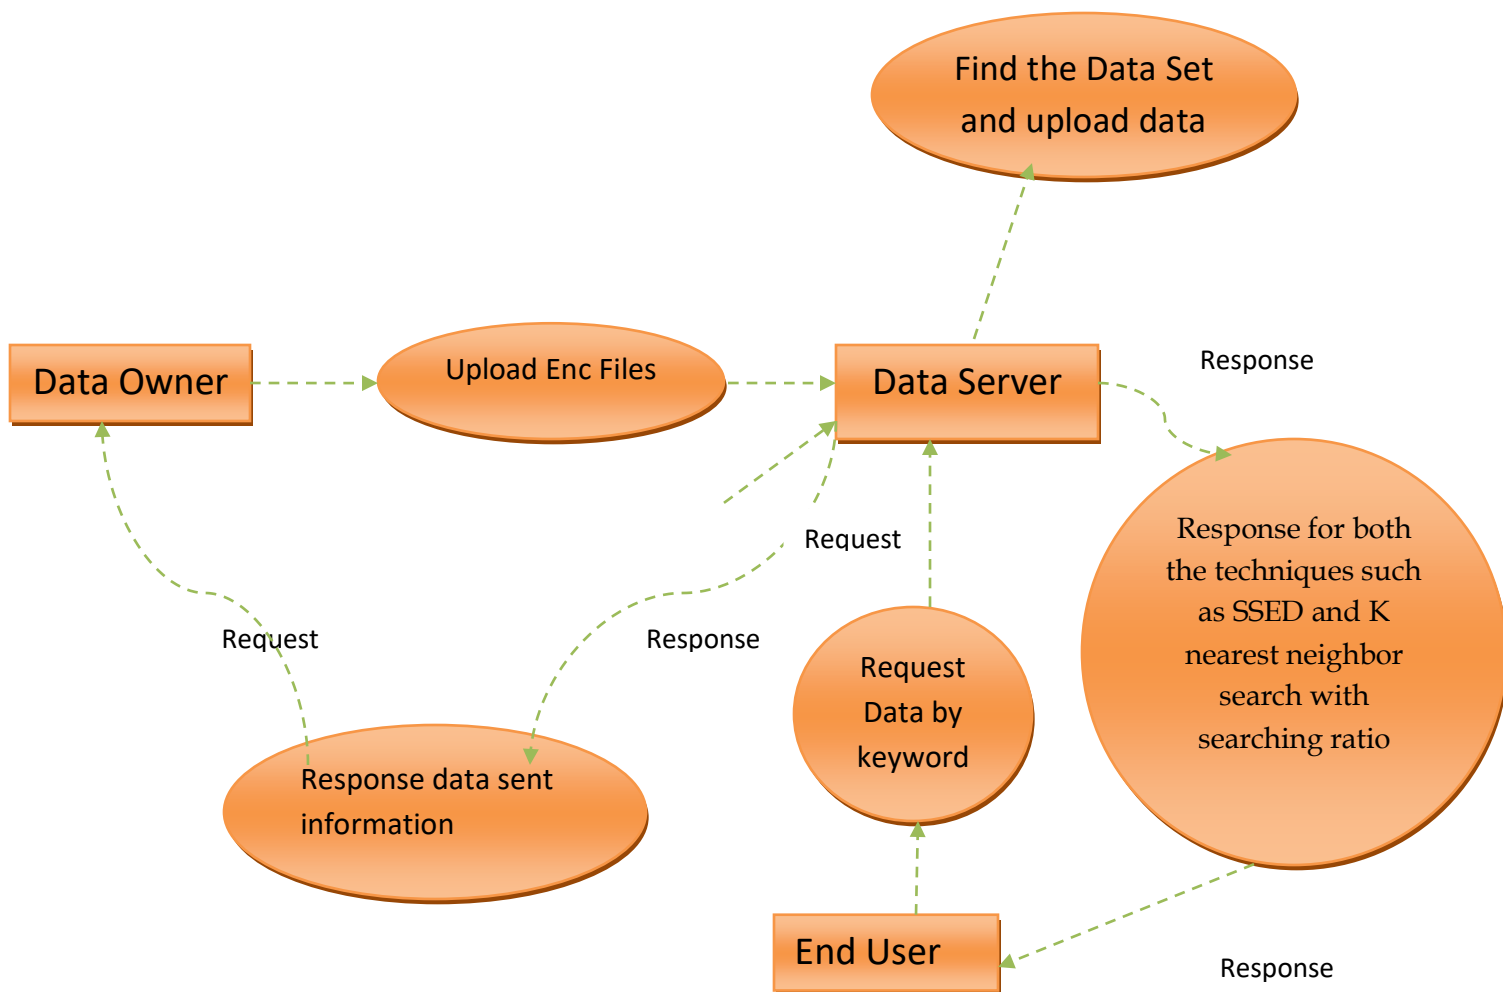 Find the Data Set
and upload data
Data Owner
Upload Enc Files
Data Server
Response
Request
Request
Response
Response for both
the techniques such
as SSED and K
nearest neighbor
search with
searching ratio
Request
Data by
keyword
Response data sent
information
End User
Response